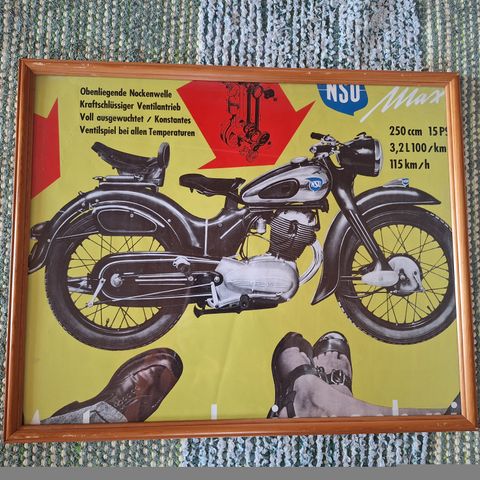 Obenliegende Nockenwelle
Kraftschlüssiger Ventilantrieb
Voll ausgewuchtet / Konstantes
Ventilspiel bei allen Temperaturen
NSU
Max
250 ccm 15 PS
3,2 L 100/km
115 km/h
NSU